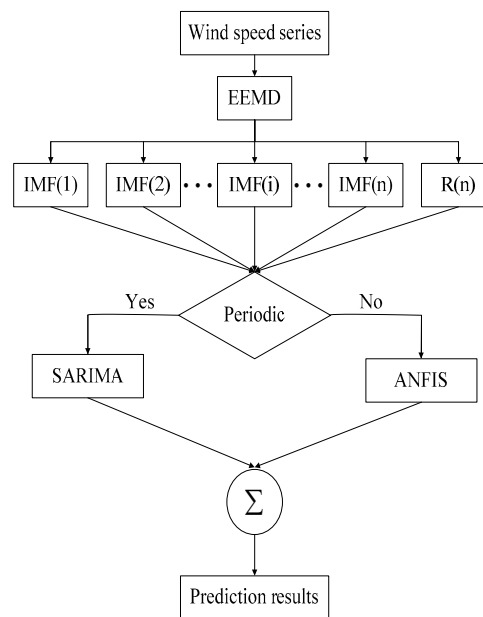 Wind speed series
EEMD
IMF(1) IMF(2) ••• IMF(i) ••• IMF(n) R(n)
Yes Periodic No
SARIMA ANFIS
∑
Prediction results